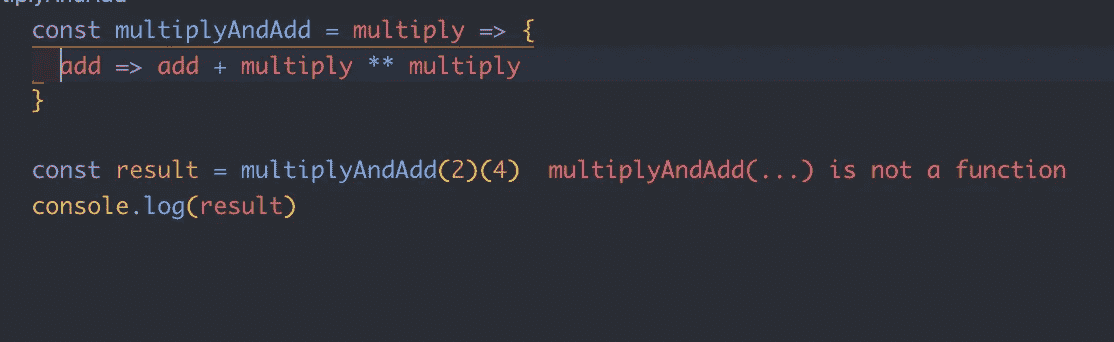 const multiplyAndAdd = multiply => {
  add => add + multiply ** multiply
}
const result = multiplyAndAdd(2)(4)  multiplyAndAdd(...) is not a function
console.log(result)